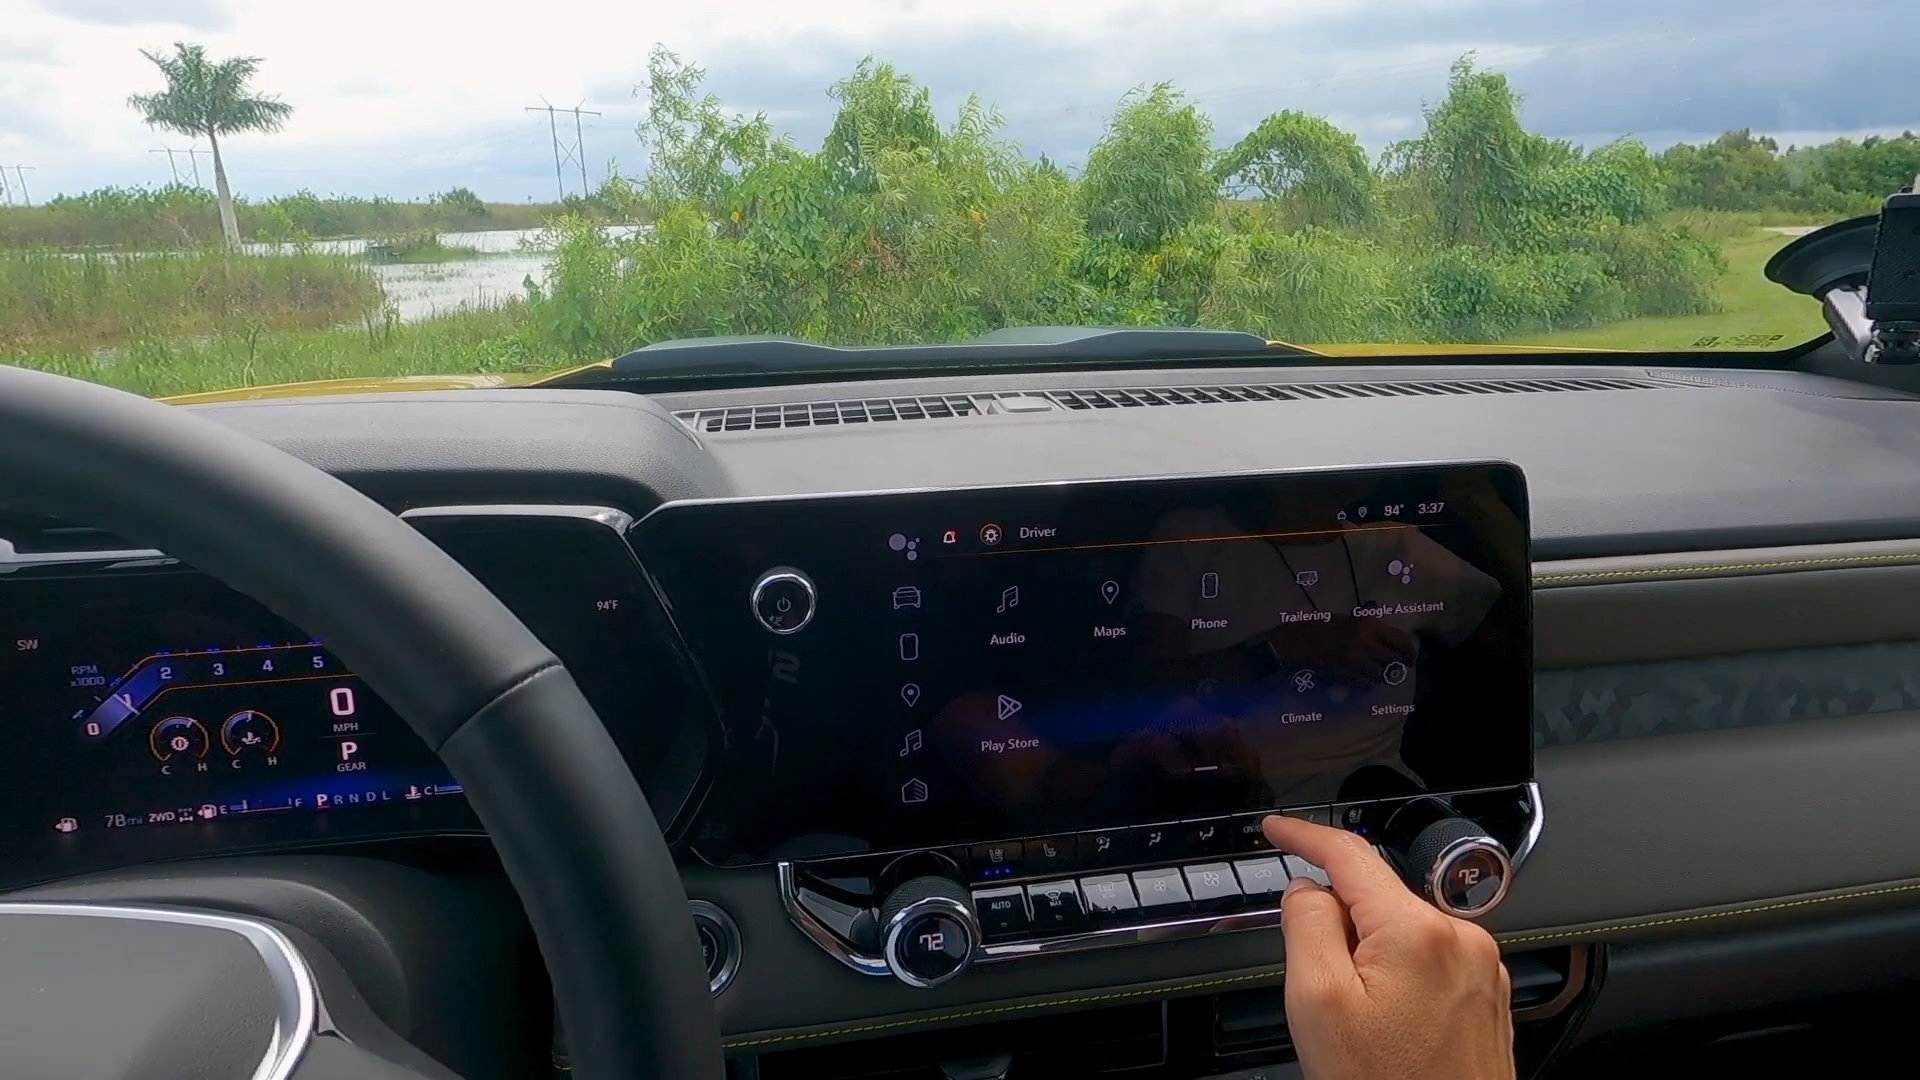 SW
94°F
RPM
x1000
0
2
3
4
5
0
MPH
P
GEAR
C H
C H
78mi
2WD
E
F
P R N D L
C
Driver
94°
3:37
Audio
Maps
Phone
Trailering
Google Assistant
Play Store
Climate
Settings
AUTO
MAX
72
72